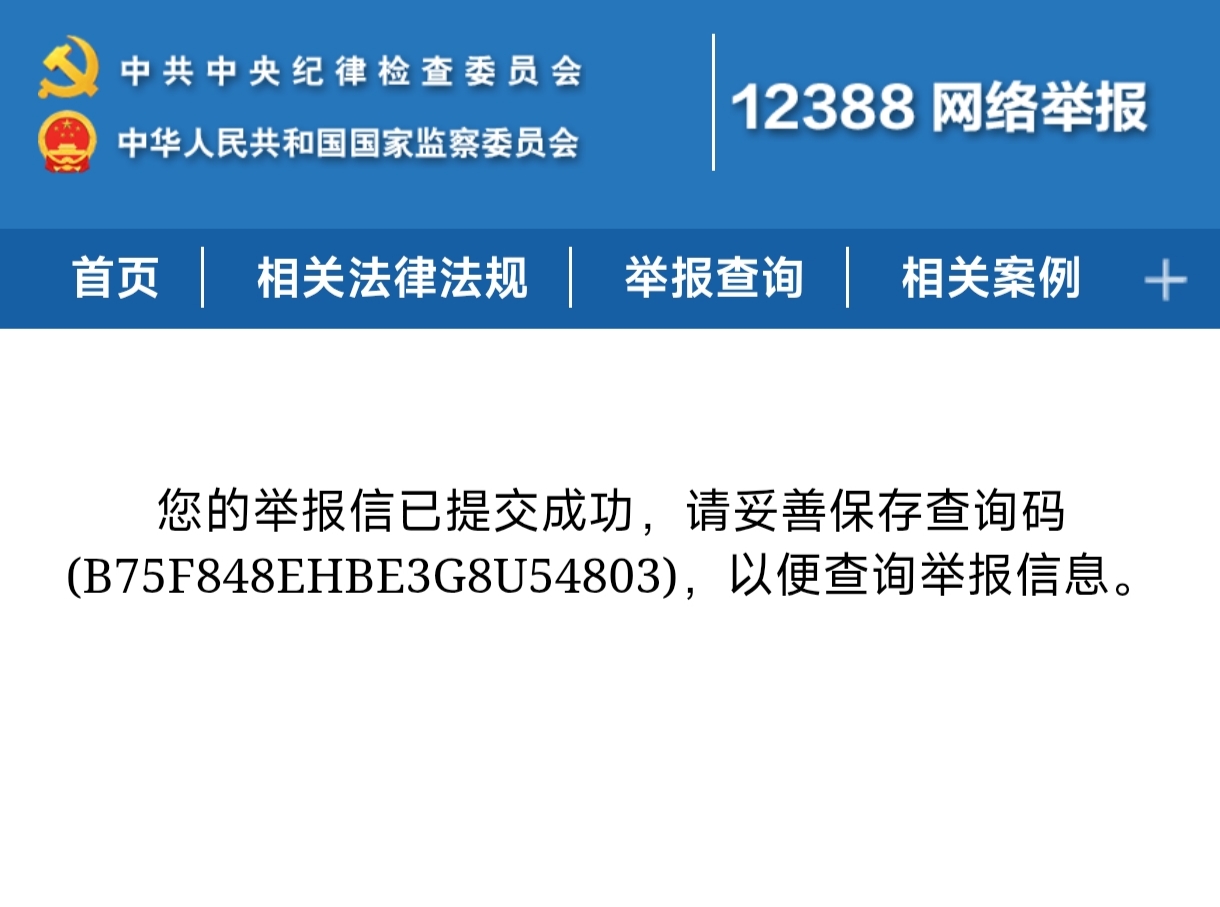 中共中央纪律检查委员会
中华人民共和国国家监察委员会
12388 网络举报
首页 相关法律法规 举报查询 相关案例
您的举报信已提交成功，请妥善保存查询码
(B75F848EHBE3G8U54803)，以便查询举报信息。